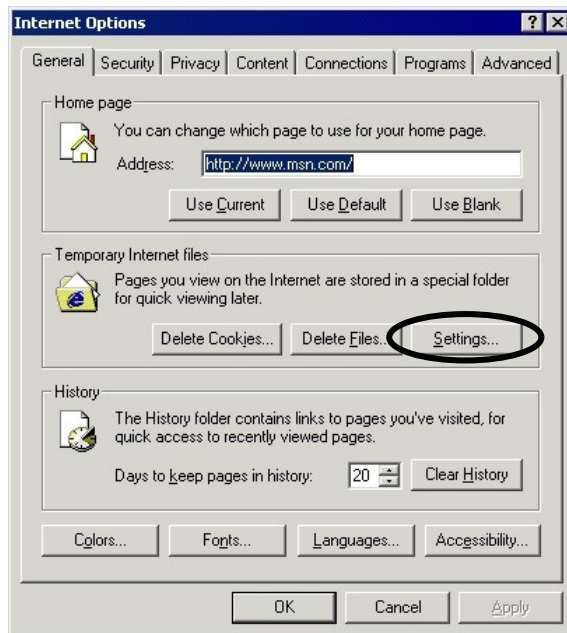 Internet Options
General Security Privacy Content Connections Programs Advanced
Home page
You can change which page to use for your home page.
Address: http://www.msn.com/
Use Current Use Default Use Blank
Temporary Internet files
Pages you view on the Internet are stored in a special folder
for quick viewing later.
Delete Cookies... Delete Files... Settings...
History
The History folder contains links to pages you've visited, for
quick access to recently viewed pages.
Days to keep pages in history: 20 Clear History
Colors... Fonts... Languages... Accessibility...
OK Cancel Apply